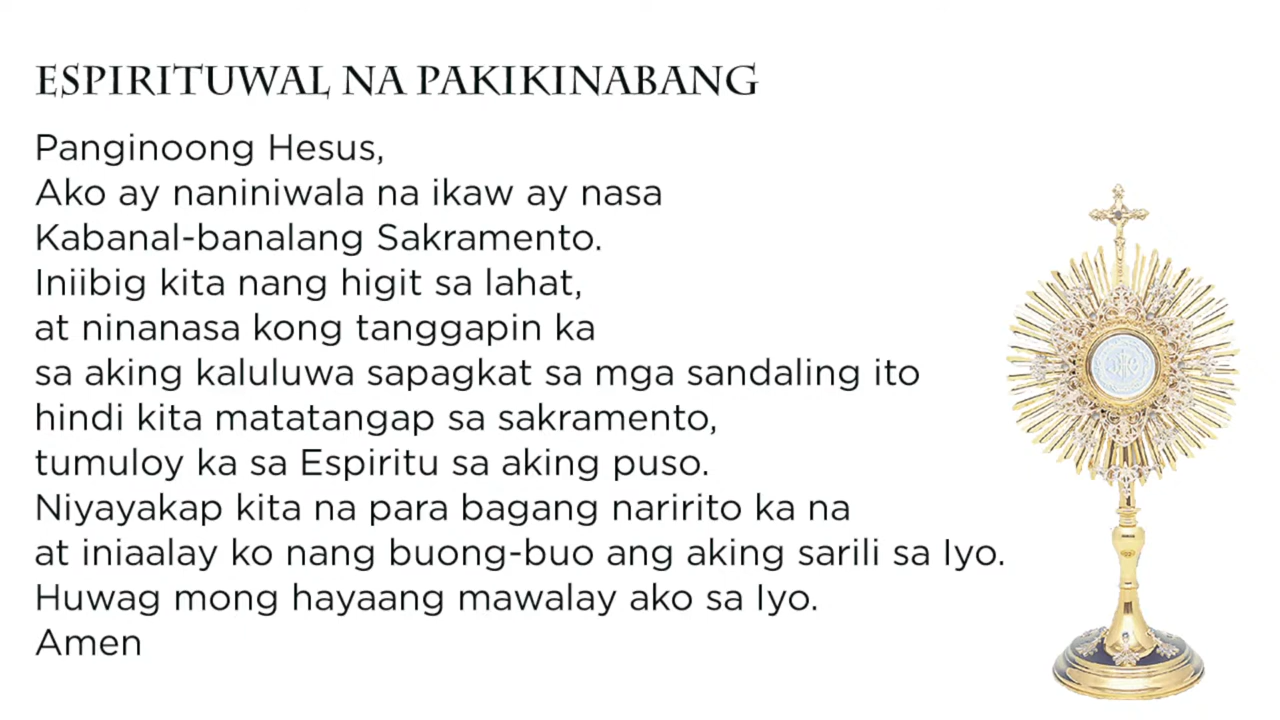 ESPIRITUWAL NA PAKIKINABANG
Panginoong Hesus,
Ako ay naniniwala na ikaw ay nasa
Kabanal-banalang Sakramento.
Iniibig kita nang higit sa lahat,
at ninanasa kong tanggapin ka
sa aking kaluluwa sapagkat sa mga sandaling ito
hindi kita matatangap sa sakramento,
tumuloy ka sa Espiritu sa aking puso.
Niyayakap kita na para bagang naririto ka na
at iniaalay ko nang buong-buo ang aking sarili sa Iyo.
Huwag mong hayaang mawalay ako sa Iyo.
Amen